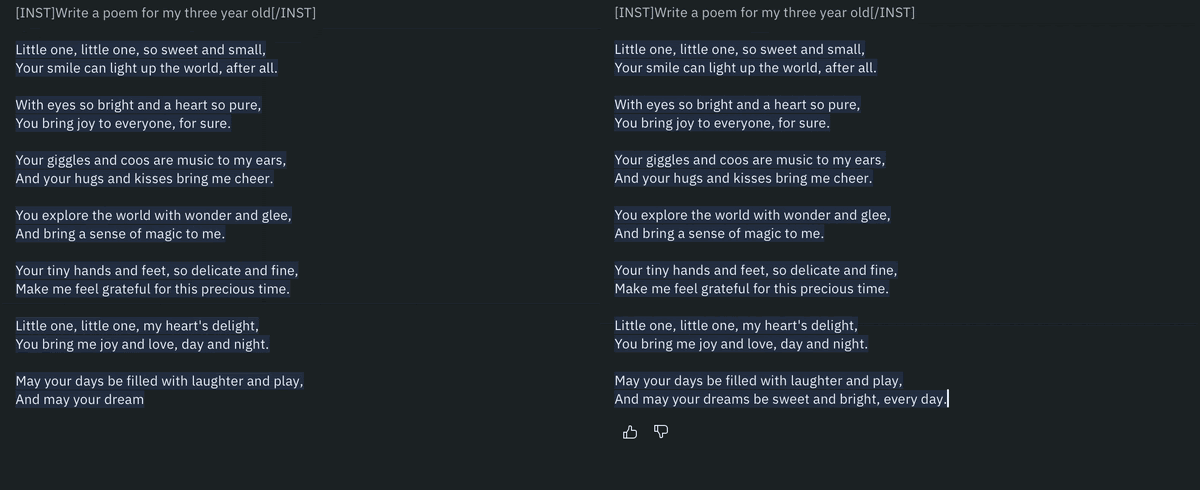 [INST]Write a poem for my three year old[/INST]
Little one, little one, so sweet and small,
Your smile can light up the world, after all.
With eyes so bright and a heart so pure,
You bring joy to everyone, for sure.
Your giggles and coos are music to my ears,
And your hugs and kisses bring me cheer.
You explore the world with wonder and glee,
And bring a sense of magic to me.
Your tiny hands and feet, so delicate and fine,
Make me feel grateful for this precious time.
Little one, little one, my heart's delight,
You bring me joy and love, day and night.
May your days be filled with laughter and play,
And may your dream
[INST]Write a poem for my three year old[/INST]
Little one, little one, so sweet and small,
Your smile can light up the world, after all.
With eyes so bright and a heart so pure,
You bring joy to everyone, for sure.
Your giggles and coos are music to my ears,
And your hugs and kisses bring me cheer.
You explore the world with wonder and glee,
And bring a sense of magic to me.
Your tiny hands and feet, so delicate and fine,
Make me feel grateful for this precious time.
Little one, little one, my heart's delight,
You bring me joy and love, day and night.
May your days be filled with laughter and play,
And may your dreams be sweet and bright, every day.